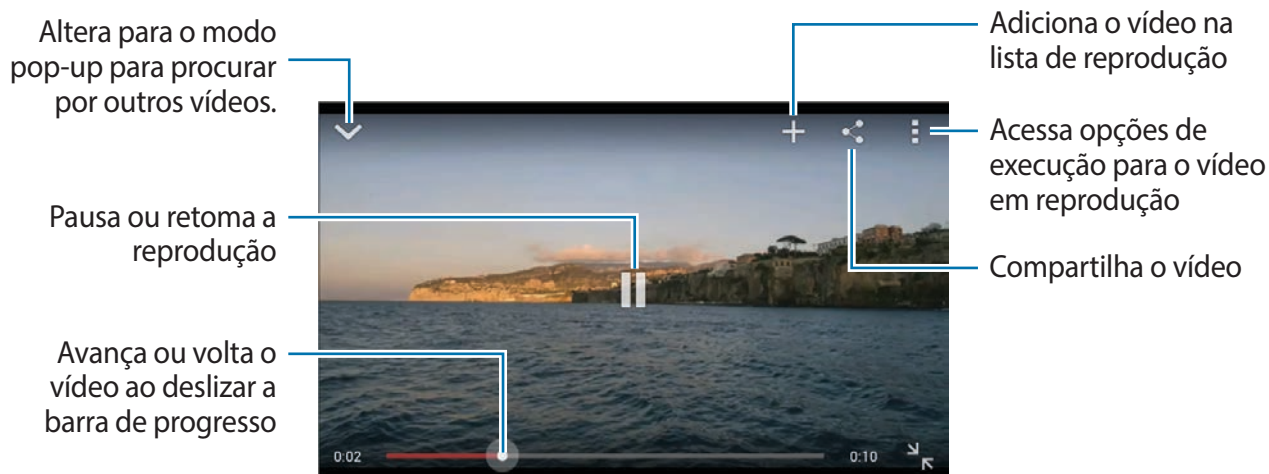 Altera para o modo
pop-up para procurar
por outros vídeos.
Pausa ou retoma a
reprodução
Avança ou volta o
vídeo ao deslizar a
barra de progresso
Adiciona o vídeo na
lista de reprodução
Acessa opções de
execução para o vídeo
em reprodução
Compartilha o vídeo
0:02
0:10